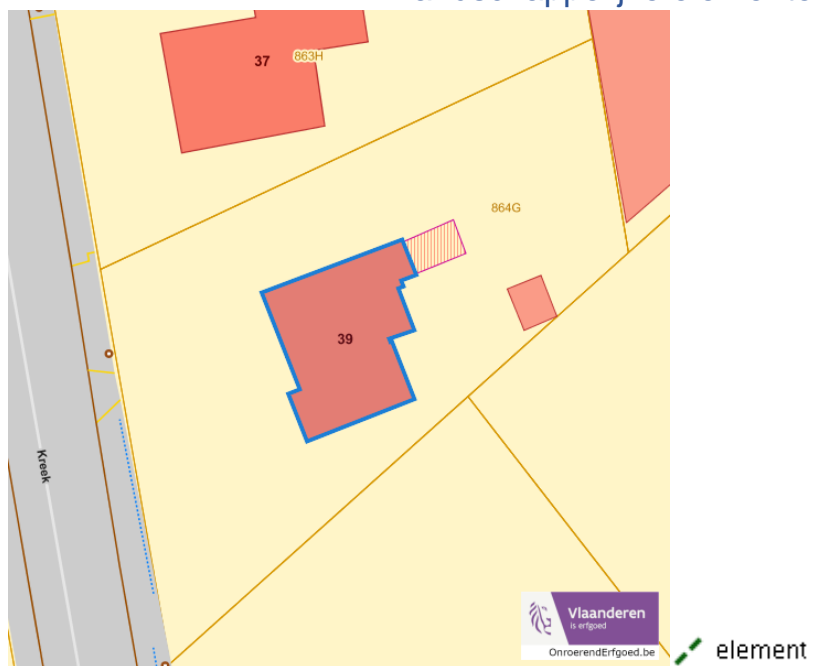 37
863H
864G
39
Kreek
Vlaanderen
is erfgoed
OnroerendErfgoed.be
element